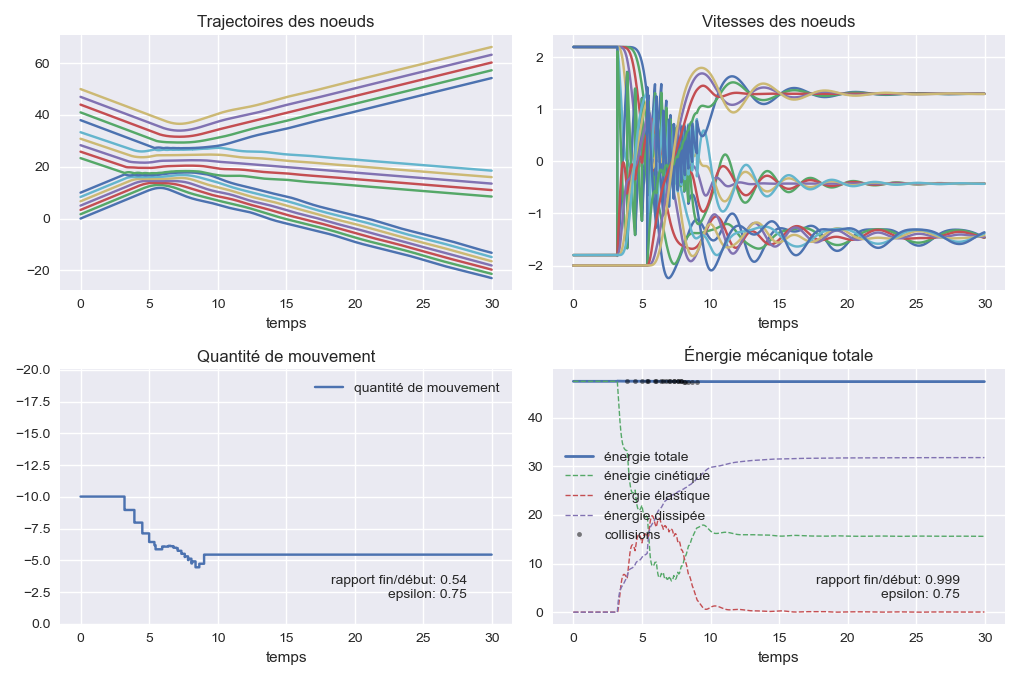 Trajectoires des noeuds
60
40
20
0
−20
0 5 10 15 20 25 30
temps
Vitesses des noeuds
2
1
0
−1
−2
0 5 10 15 20 25 30
temps
Quantité de mouvement
−20.0
−17.5
−15.0
−12.5
−10.0
−7.5
−5.0
−2.5
0.0
quantité de mouvement
rapport fin/début: 0.54
epsilon: 0.75
0 5 10 15 20 25 30
temps
Énergie mécanique totale
40
30
20
10
0
énergie totale
énergie cinétique
énergie élastique
énergie dissipée
collisions
rapport fin/début: 0.999
epsilon: 0.75
0 5 10 15 20 25 30
temps